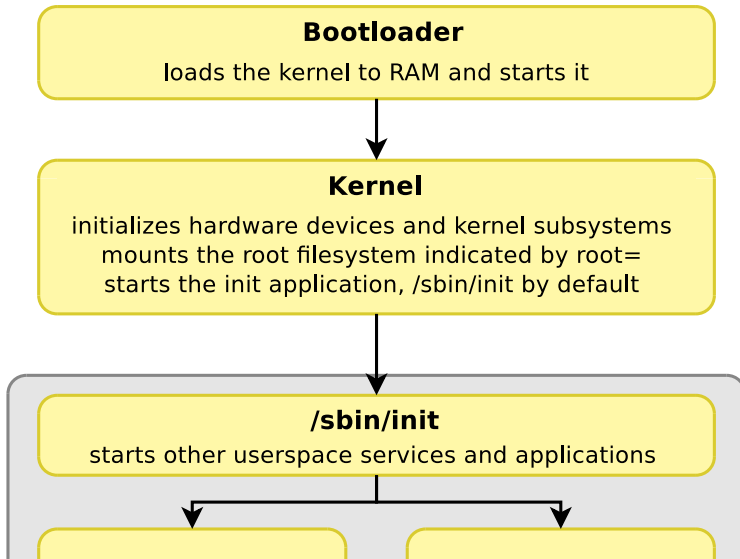 Bootloader
loads the kernel to RAM and starts it
Kernel
initializes hardware devices and kernel subsystems
mounts the root filesystem indicated by root=
starts the init application, /sbin/init by default
/sbin/init
starts other userspace services and applications